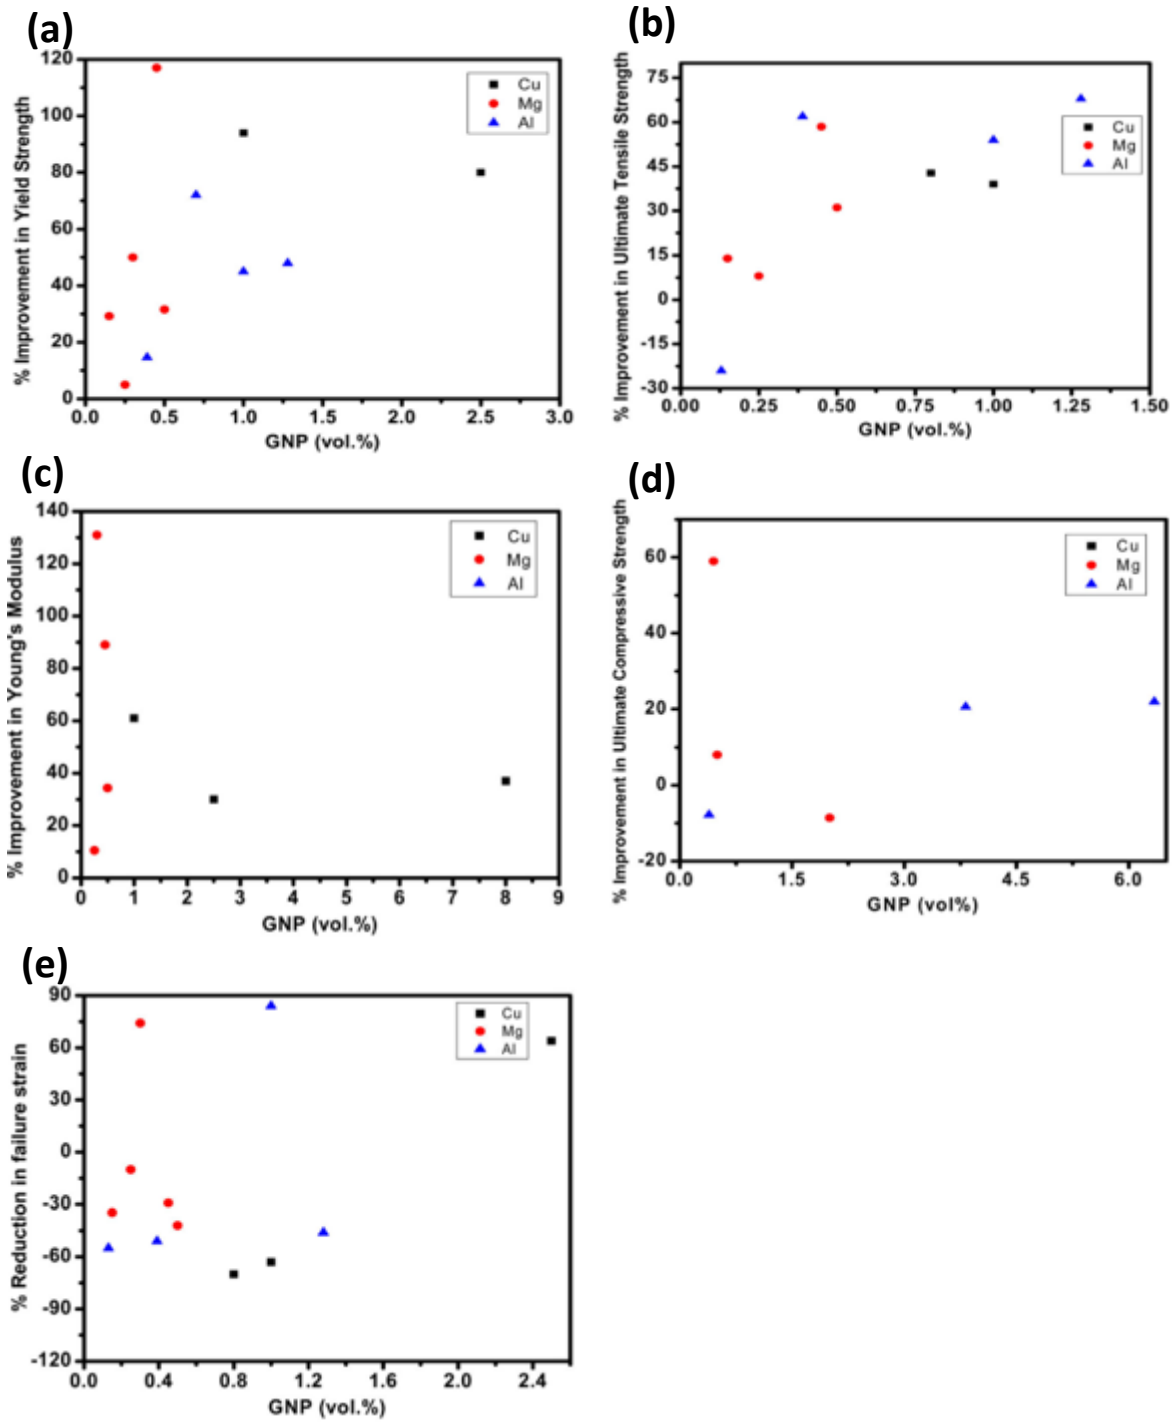 (a)
% Improvement in Yield Strength
120
100
80
60
40
20
0
0.0 0.5 1.0 1.5 2.0 2.5 3.0
GNP (vol.%)
Cu
Mg
Al
(b)
% Improvement in Ultimate Tensile Strength
75
60
45
30
15
0
-15
-30
0.00 0.25 0.50 0.75 1.00 1.25 1.50
GNP (vol.%)
Cu
Mg
Al
(c)
% Improvement in Young's Modulus
140
120
100
80
60
40
20
0
0 1 2 3 4 5 6 7 8 9
GNP (vol.%)
Cu
Mg
Al
(d)
% Improvement in Ultimate Compressive Strength
60
40
20
0
-20
0.0 1.5 3.0 4.5 6.0
GNP (vol%)
Cu
Mg
Al
(e)
% Reduction in failure strain
90
60
30
0
-30
-60
-90
-120
0.0 0.4 0.8 1.2 1.6 2.0 2.4
GNP (vol.%)
Cu
Mg
Al